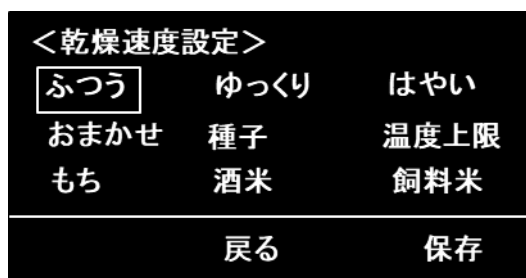 ＜乾燥速度設定＞
ふつう ゆっくり はやい
おまかせ 種子 温度上限
もち 酒米 飼料米
戻る 保存